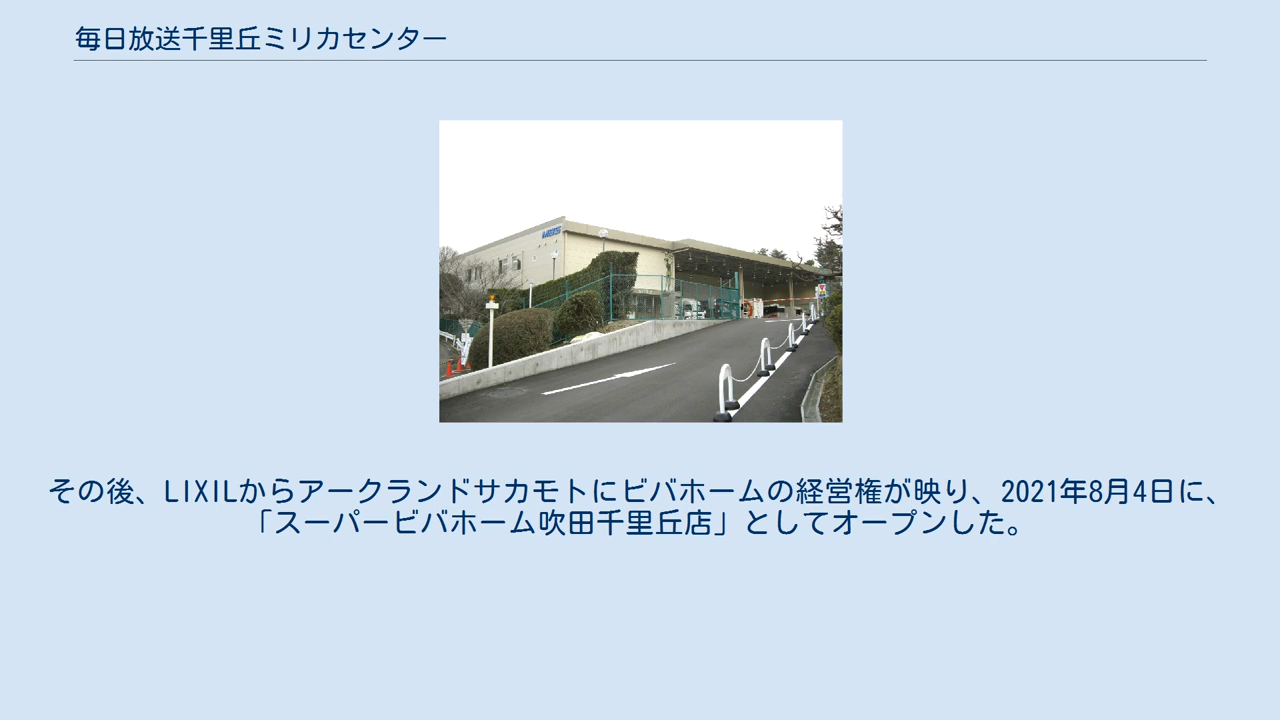 毎日放送千里丘ミリカセンター
その後、LIXILからアークランドサカモトにビバホームの経営権が映り、2021年8月4日に、
「スーパービバホーム吹田千里丘店」としてオープンした。